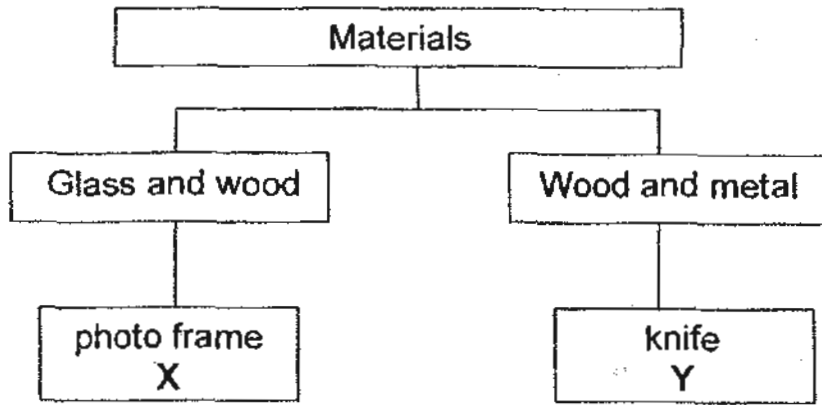 Materials
Glass and wood
Wood and metal
photo frame
X
knife
Y